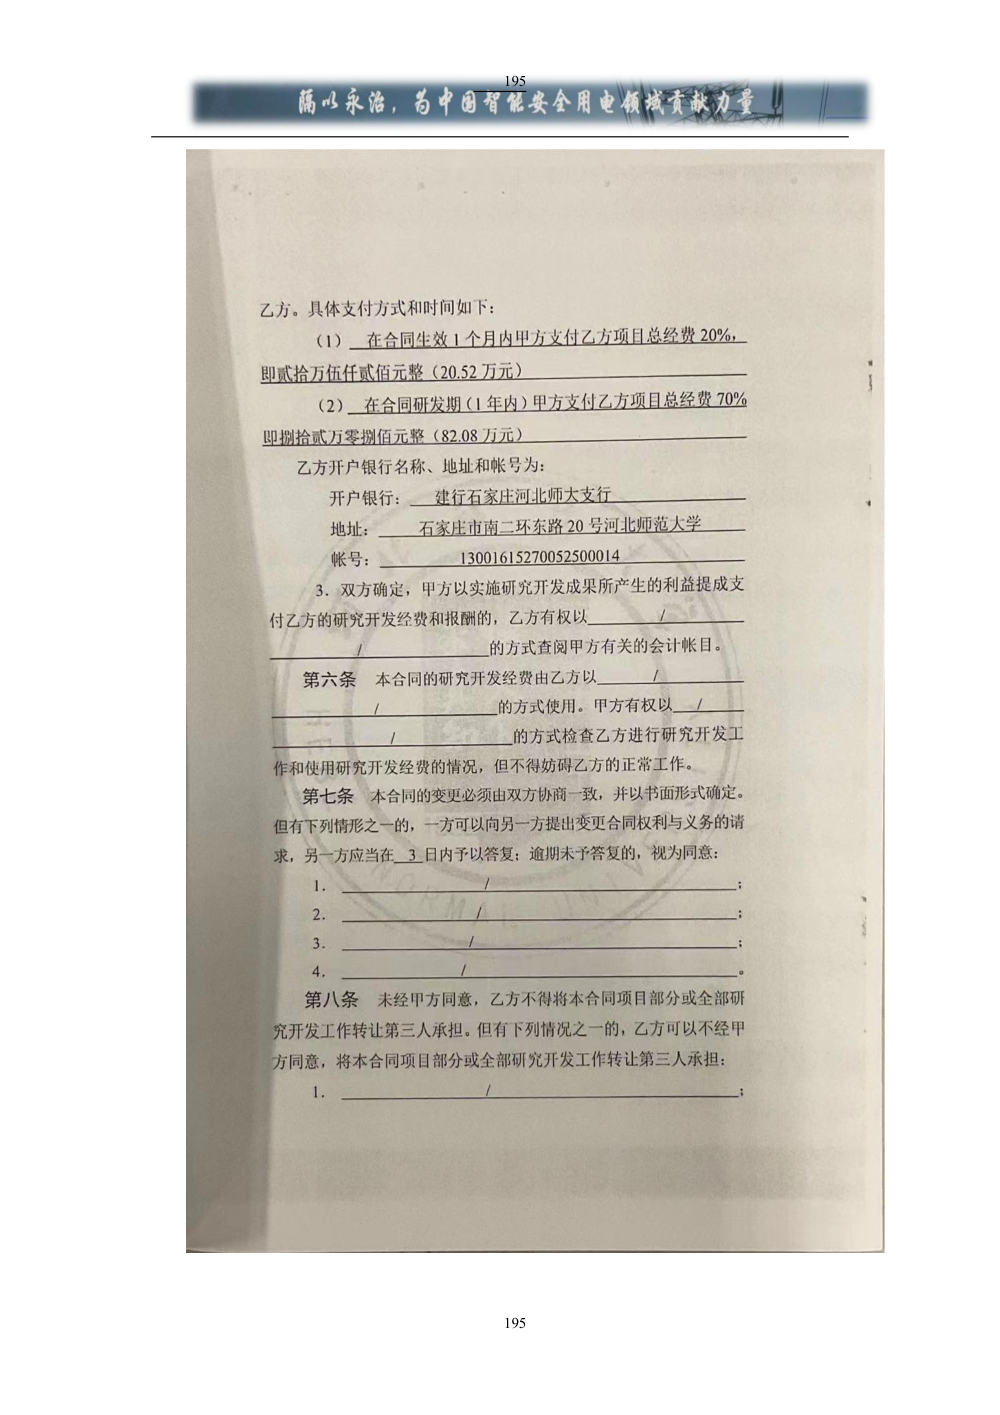 195
隔以永治，为中国智能安全用电领域贡献力量
乙方。具体支付方式和时间如下：
（1） 在合同生效 1 个月内甲方支付乙方项目总经费 20%，
即贰拾万伍仟贰佰元整（20.52 万元）
（2） 在合同研发期（1 年内）甲方支付乙方项目总经费 70%
即捌拾贰万零捌佰元整（82.08 万元）
乙方开户银行名称、地址和帐号为：
开户银行： 建行石家庄河北师大支行
地址： 石家庄市南二环东路 20 号河北师范大学
帐号： 13001615270052500014
3．双方确定，甲方以实施研究开发成果所产生的利益提成支
付乙方的研究开发经费和报酬的，乙方有权以 /
/ 的方式查阅甲方有关的会计帐目。
第六条 本合同的研究开发经费由乙方以 /
/ 的方式使用。甲方有权以 /
/ 的方式检查乙方进行研究开发工
作和使用研究开发经费的情况，但不得妨碍乙方的正常工作。
第七条 本合同的变更必须由双方协商一致，并以书面形式确定。
但有下列情形之一的，一方可以向另一方提出变更合同权利与义务的请
求，另一方应当在 3 日内予以答复；逾期未予答复的，视为同意：
1． / ；
2． / ；
3． / ；
4． / 。
第八条 未经甲方同意，乙方不得将本合同项目部分或全部研
究开发工作转让第三人承担。但有下列情况之一的，乙方可以不经甲
方同意，将本合同项目部分或全部研究开发工作转让第三人承担：
1． / ；
195